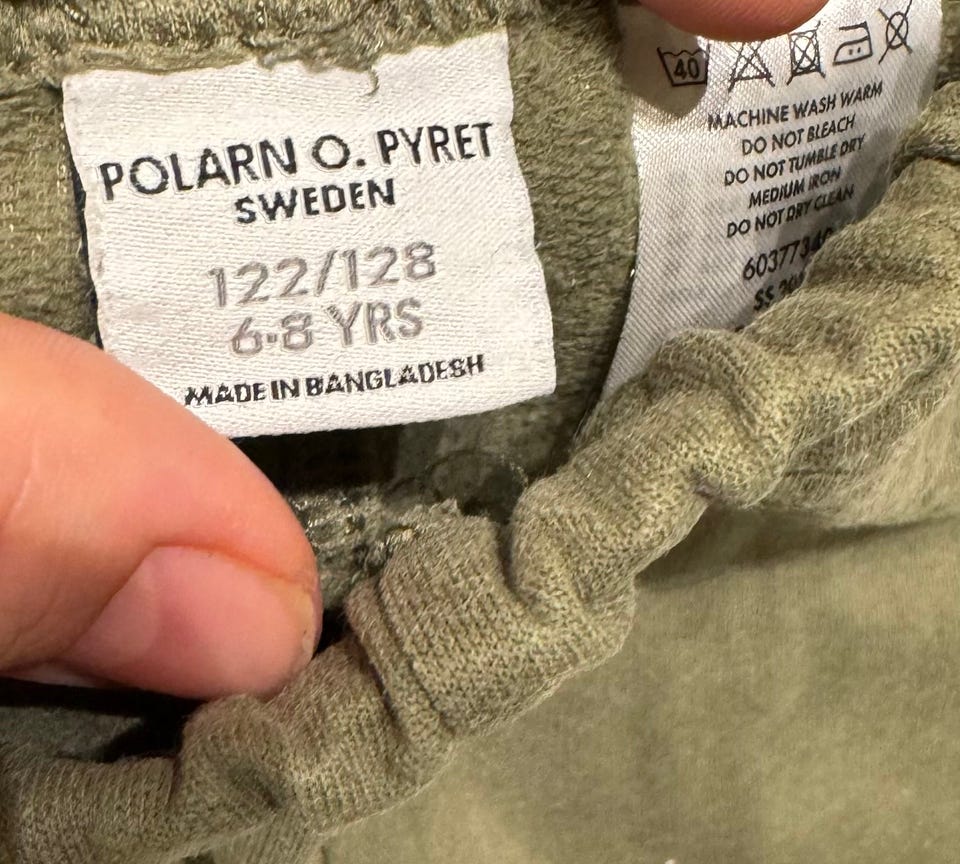 POLARN O. PYRET
SWEDEN
122/128
6-8 YRS
MADE IN BANGLADESH
40
MACHINE WASH WARM
DO NOT BLEACH
DO NOT TUMBLE DRY
MEDIUM IRON
DO NOT DRY CLEAN
SS